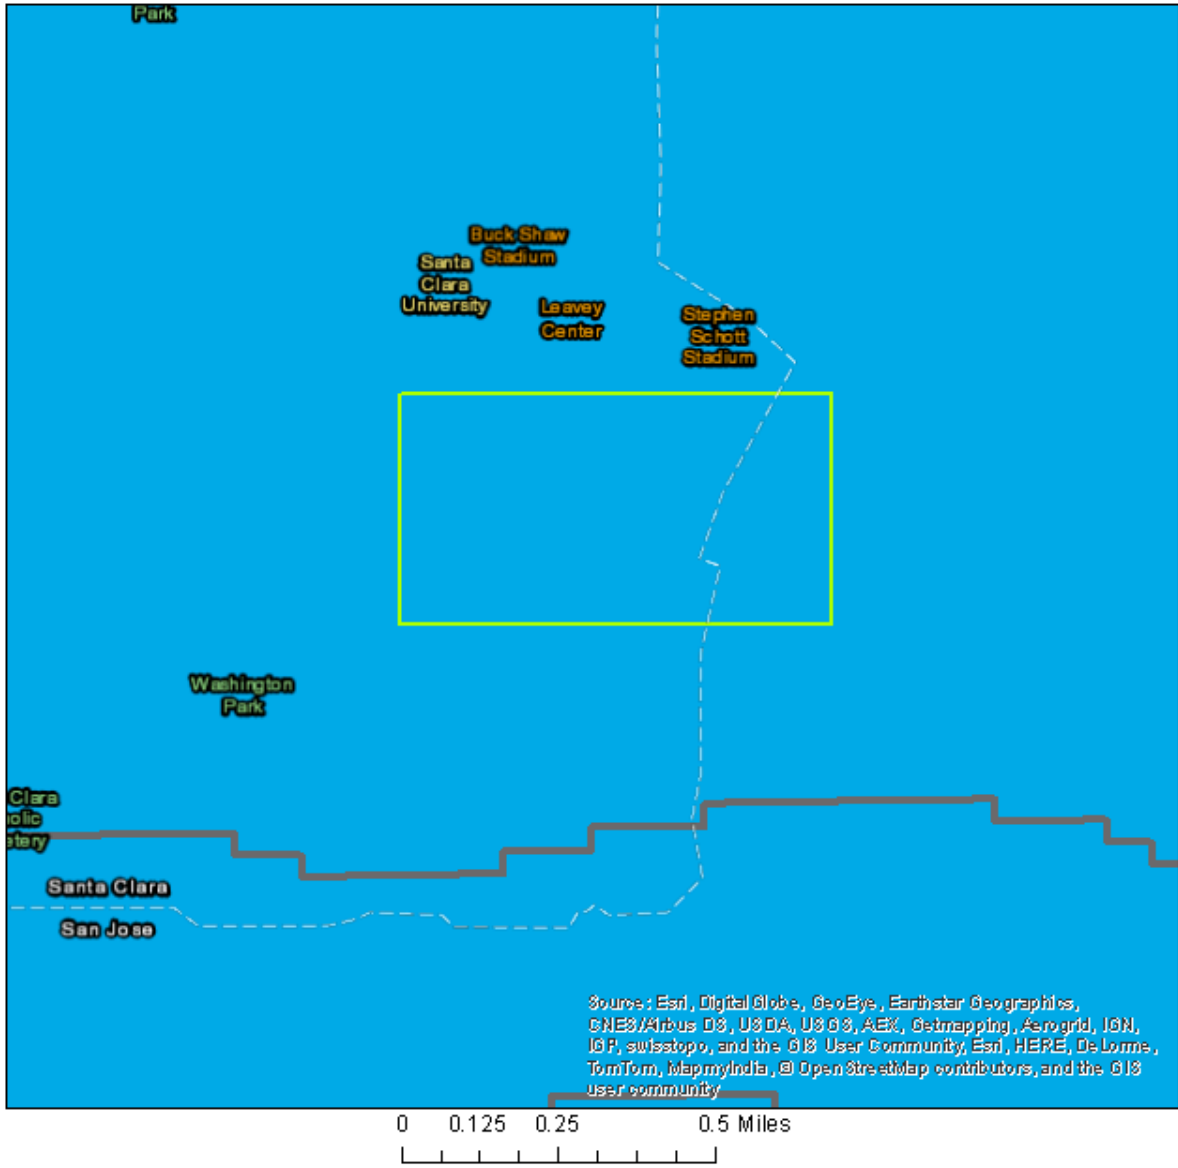 Park
Buck Shaw
Stadium
Santa
Clara
University
Leavey
Center
Stephen
Schott
Stadium
Washington
Park
Clara
olic
etery
Santa Clara
San Jose
Source: Esri, DigitalGlobe, GeoEye, Earthstar Geographics,
CNES/Airbus DS, USDA, USGS, AEX, Getmapping, Aerogrid, IGN,
IGP, swisstopo, and the GIS User Community, Esri, HERE, DeLorme,
TomTom, MapmyIndia, © OpenStreetMap contributors, and the GIS
user community
0 0.125 0.25 0.5 Miles